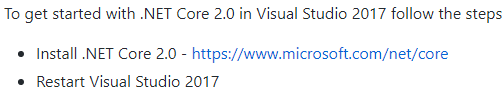 To get started with .NET Core 2.0 in Visual Studio 2017 follow the steps
• Install .NET Core 2.0 - https://www.microsoft.com/net/core
• Restart Visual Studio 2017